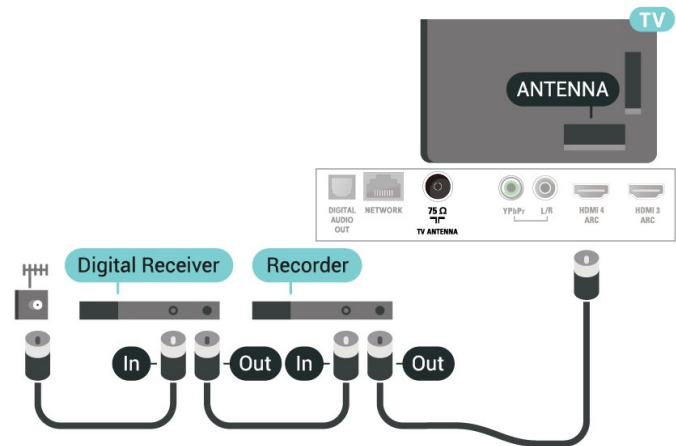 TV
ANTENNA
DIGITAL
AUDIO
OUT
NETWORK
75 Ω
TV ANTENNA
YPbPr
L/R
HDMI 4
ARC
HDMI 3
ARC
Digital Receiver
Recorder
In
Out
In
Out